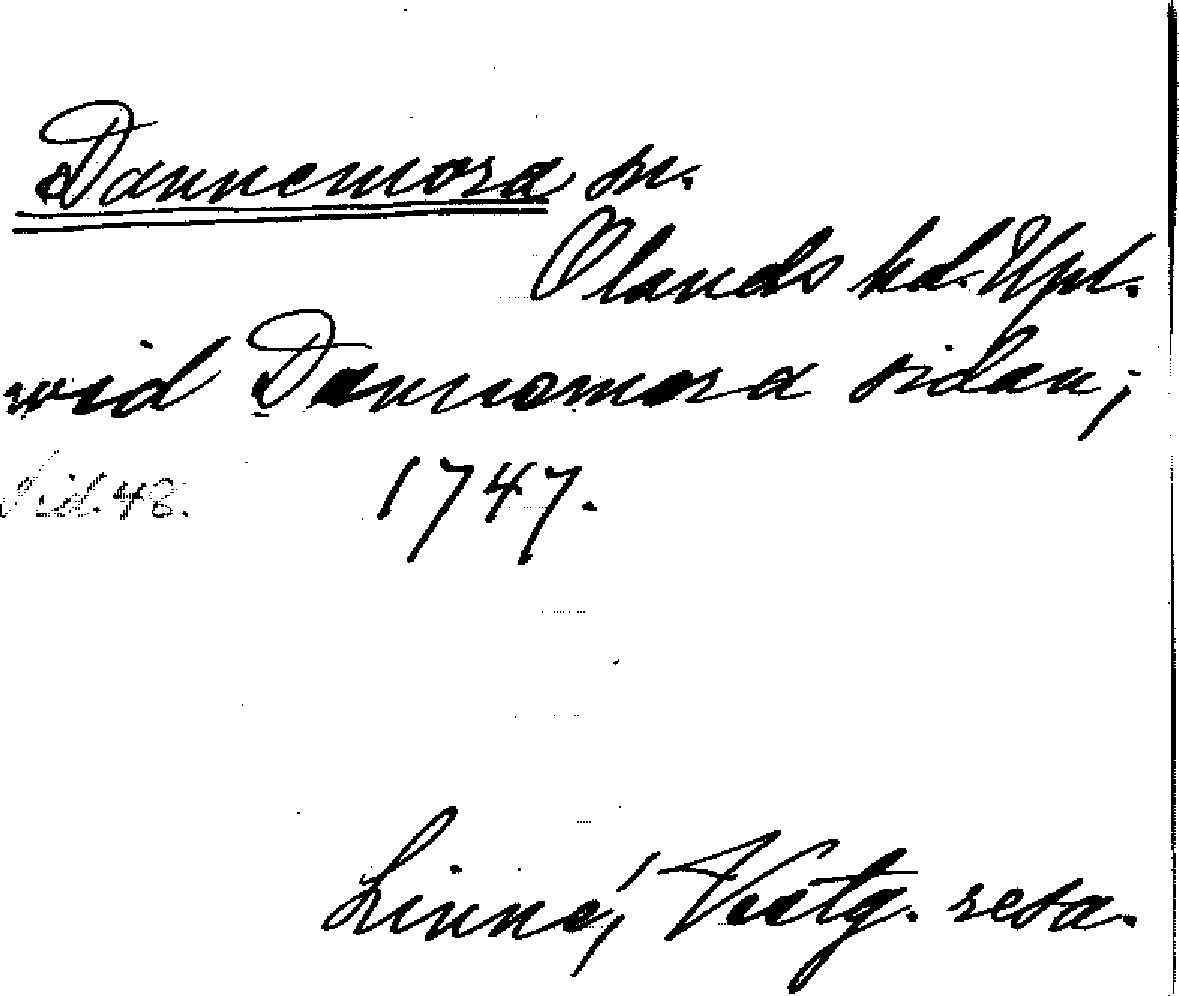 Dannemora sn.
Olands hd. Upl.
wid Dannemora sidan;
Sid. 48. 1747.
Linné, Västg. resa.